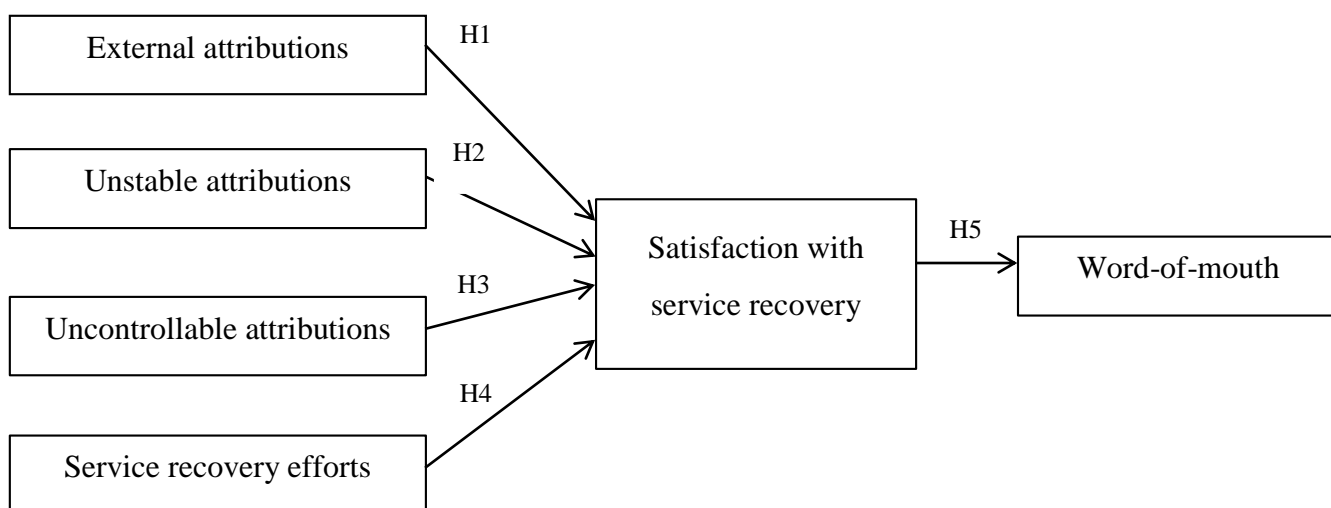 External attributions
H1
Unstable attributions
H2
Uncontrollable attributions
H3
Service recovery efforts
H4
Satisfaction with
service recovery
H5
Word-of-mouth